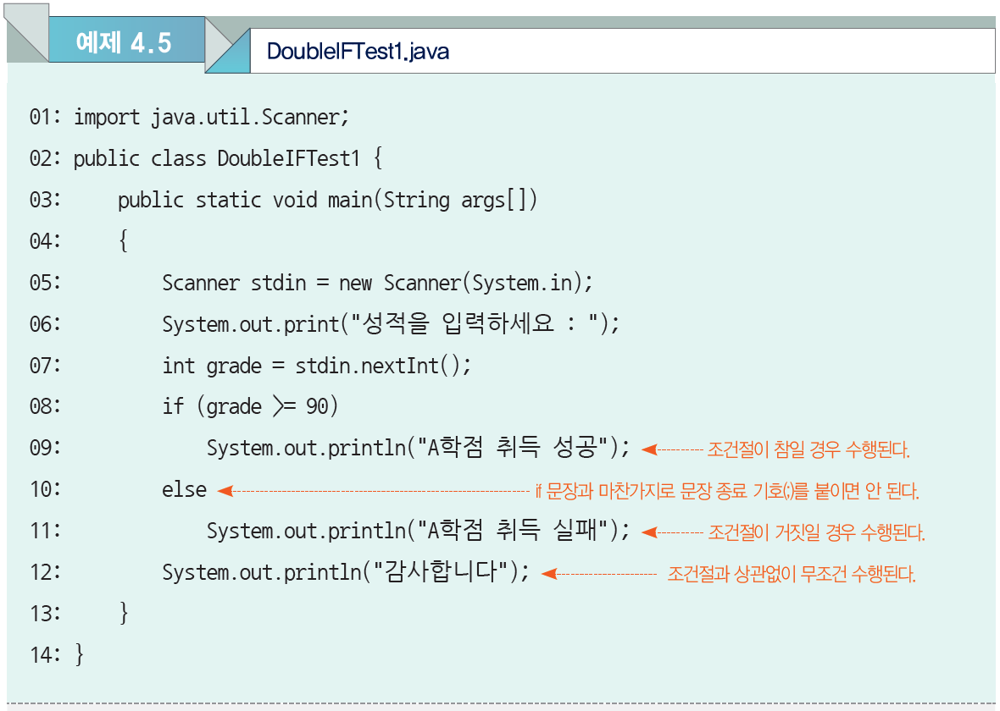 예제 4.5
DoubleIFTest1.java
01: import java.util.Scanner;
02: public class DoubleIFTest1 {
03:     public static void main(String args[])
04:     {
05:         Scanner stdin = new Scanner(System.in);
06:         System.out.print("성적을 입력하세요 : ");
07:         int grade = stdin.nextInt();
08:         if (grade >= 90)
09:             System.out.println("A학점 취득 성공"); 조건절이 참일 경우 수행된다.
10:         else if 문장과 마찬가지로 문장 종료 기호(;)를 붙이면 안 된다.
11:             System.out.println("A학점 취득 실패"); 조건절이 거짓일 경우 수행된다.
12:         System.out.println("감사합니다"); 조건절과 상관없이 무조건 수행된다.
13:     }
14: }